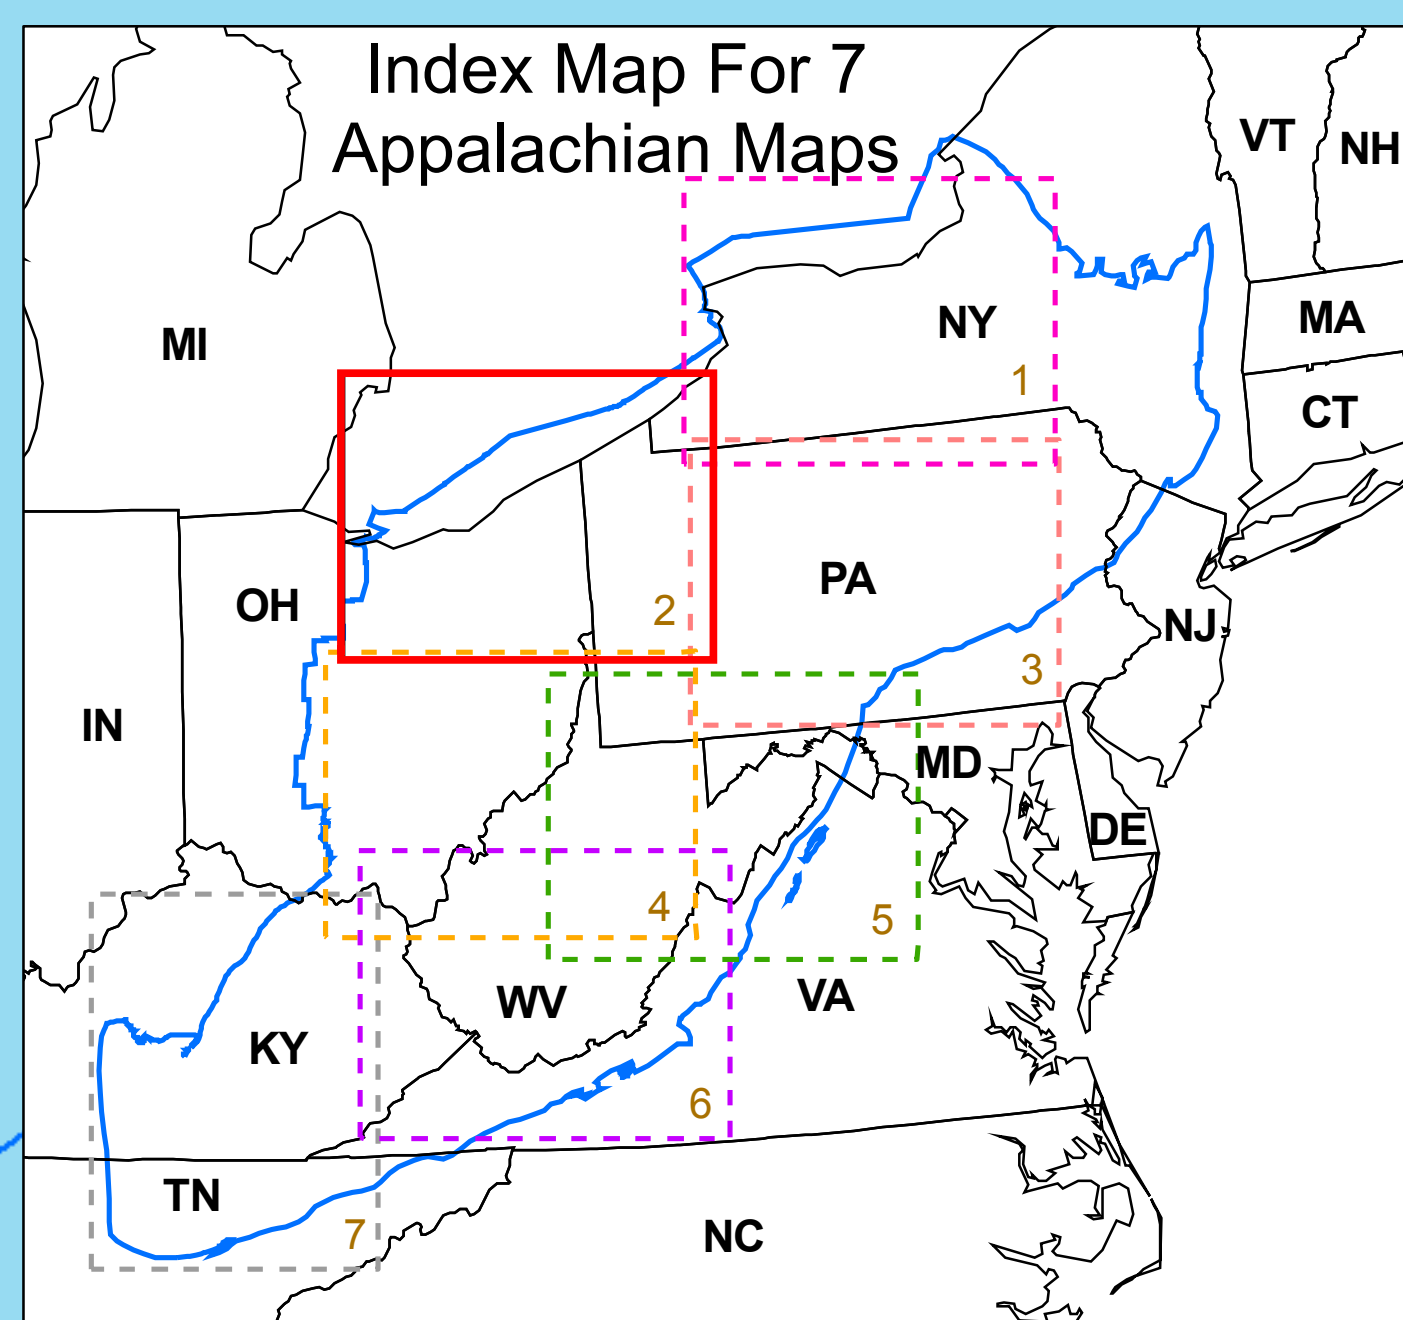 Index Map For 7
Appalachian Maps
VT
NH
MI
NY
MA
1
CT
OH
2
PA
NJ
3
IN
MD
DE
4
5
WV
VA
KY
6
TN
7
NC